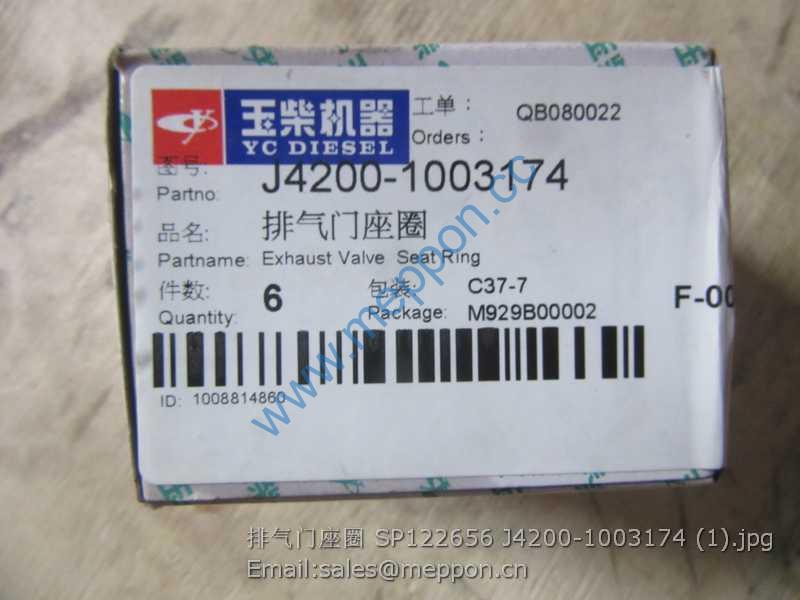 玉柴机器
YC DIESEL
工单: QB080022
Orders:
图号:
Partno: J4200-1003174
品名: 排气门座圈
Partname: Exhaust Valve Seat Ring
件数: 6 包装: C37-7
Quantity: Package: M929B00002
F-00
ID: 1008814860
www.meppon.cc
排气门座圈 SP122656 J4200-1003174 (1).jpg
Email:sales@meppon.cn